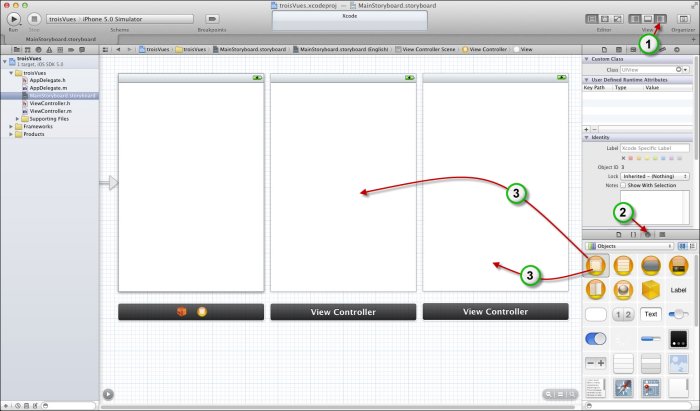 troisVues.xcodeproj — MainStoryboard.storyboard
Run Stop
troisVues iPhone 5.0 Simulator
Scheme
Breakpoints
Xcode
Editor View Organizer
1
MainStoryboard.storyboard
troisVues
1 target, iOS SDK 5.0
troisVues
AppDelegate.h
AppDelegate.m
MainStoryboard.storyboard
ViewController.h
ViewController.m
Supporting Files
Frameworks
Products
troisVues troisVues MainStoryboard.storyboard MainStoryboard.storyboard (English) View Controller Scene View Controller View
Custom Class
Class UIView
User Defined Runtime Attributes
Key Path Type Value
Identity
Label Xcode Specific Label
Object ID 3
Lock Inherited - (Nothing)
Notes Show With Selection
2
3
3
Objects
Label
1 2
Text
View Controller
View Controller